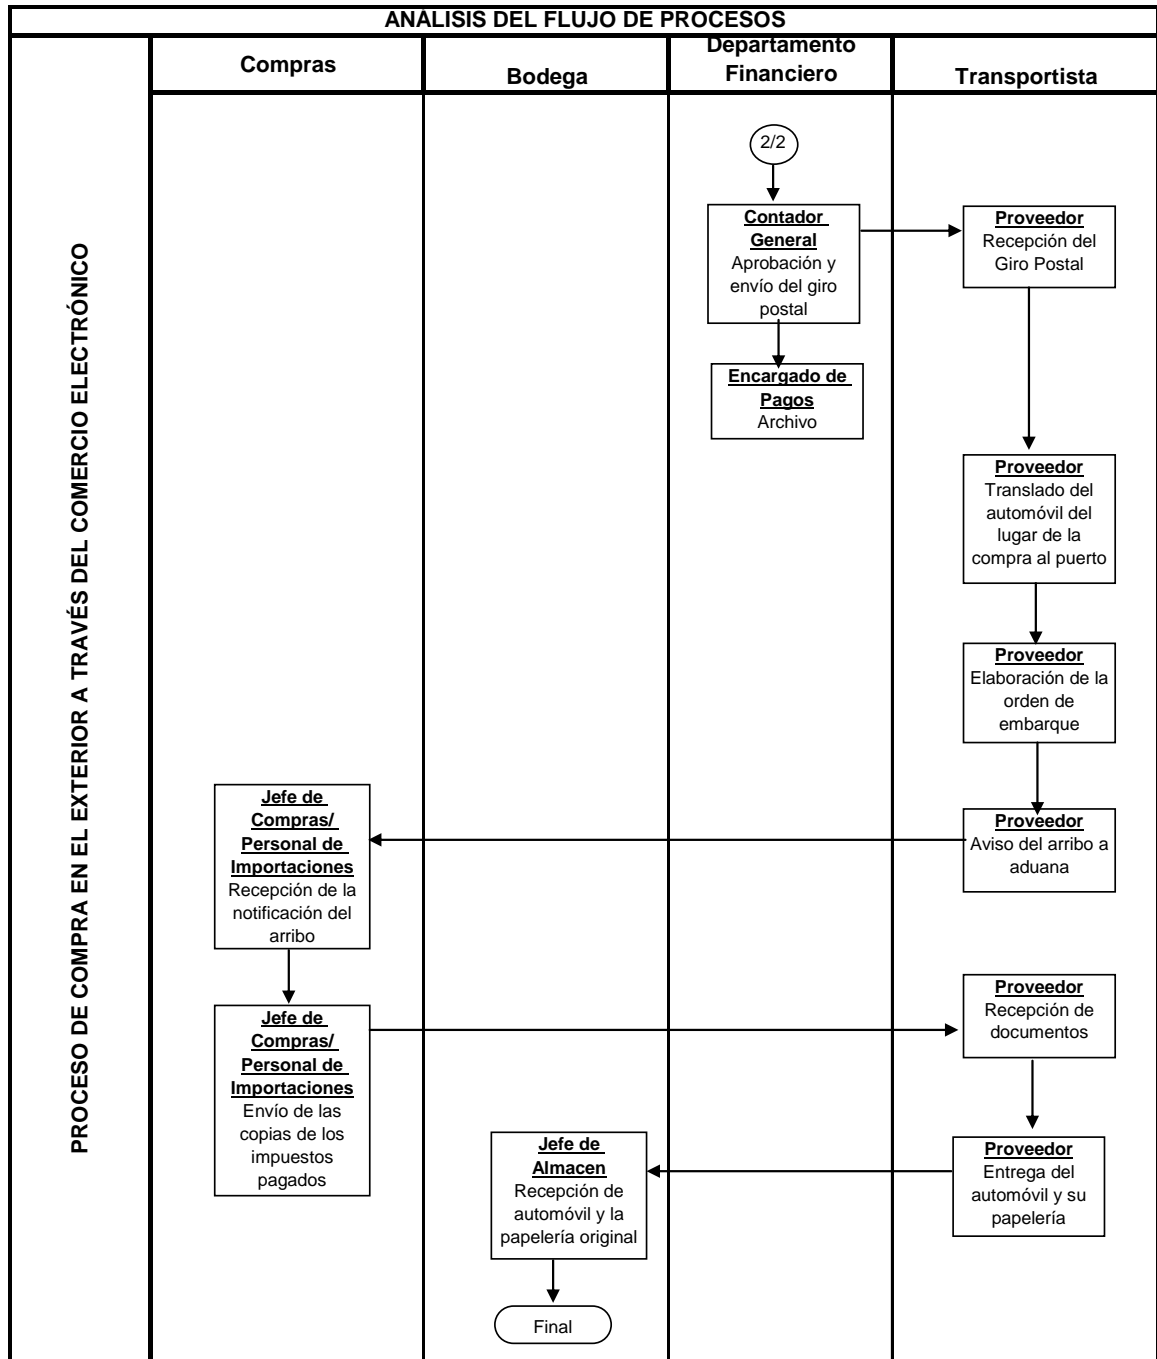 ANÁLISIS DEL FLUJO DE PROCESOS
PROCESO DE COMPRA EN EL EXTERIOR A TRAVÉS DEL COMERCIO ELECTRÓNICO
Compras
Bodega
Departamento
Financiero
Transportista
2/2
Contador
General
Aprobación y
envío del giro
postal
Proveedor
Recepción del
Giro Postal
Encargado de
Pagos
Archivo
Proveedor
Translado del
automóvil del
lugar de la
compra al puerto
Proveedor
Elaboración de la
orden de
embarque
Proveedor
Aviso del arribo a
aduana
Jefe de
Compras/
Personal de
Importaciones
Recepción de la
notificación del
arribo
Jefe de
Compras/
Personal de
Importaciones
Envío de las
copias de los
impuestos
pagados
Proveedor
Recepción de
documentos
Proveedor
Entrega del
automóvil y su
papelería
Jefe de
Almacen
Recepción de
automóvil y la
papelería original
Final